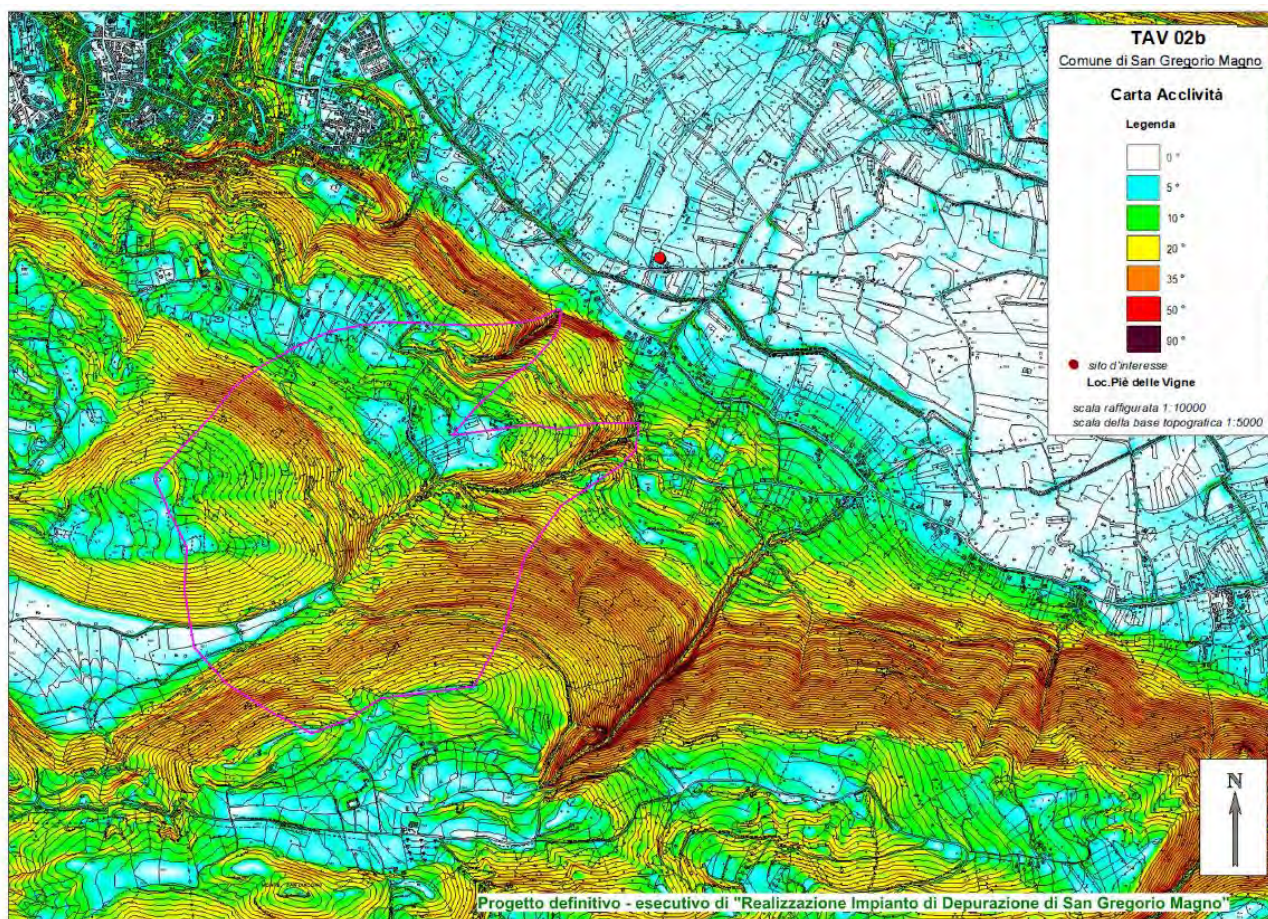 TAV 02b
Comune di San Gregorio Magno
Carta Acclività
Legenda
0 °
5 °
10 °
20 °
35 °
50 °
90 °
sito d'interesse
Loc.Piè delle Vigne
scala raffigurata 1:10000
scala della base topografica 1:5000
N
Progetto definitivo - esecutivo di "Realizzazione Impianto di Depurazione di San Gregorio Magno"